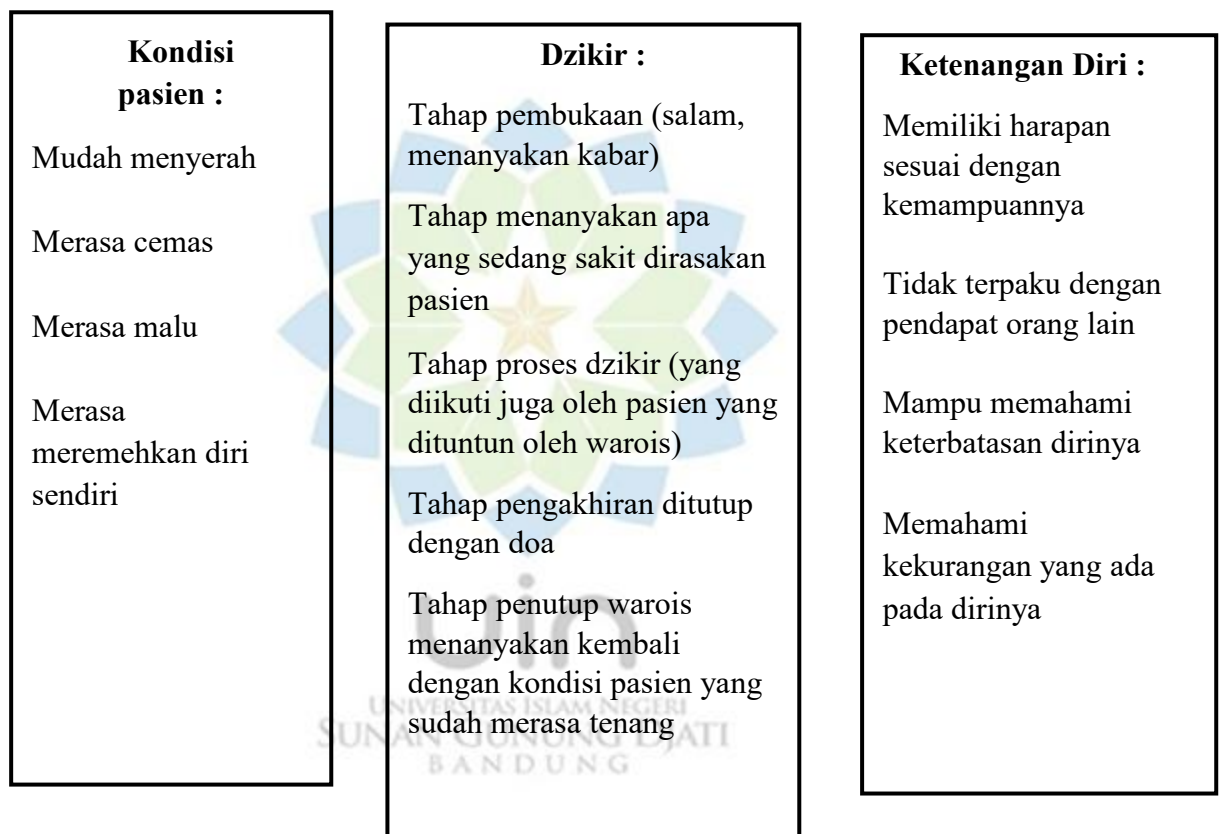 Kondisi
pasien :
Mudah menyerah
Merasa cemas
Merasa malu
Merasa
meremehkan diri
sendiri
Dzikir :
Tahap pembukaan (salam,
menanyakan kabar)
Tahap menanyakan apa
yang sedang sakit dirasakan
pasien
Tahap proses dzikir (yang
diikuti juga oleh pasien yang
dituntun oleh warois)
Tahap pengakhiran ditutup
dengan doa
Tahap penutup warois
menanyakan kembali
dengan kondisi pasien yang
sudah merasa tenang
Ketenangan Diri :
Memiliki harapan
sesuai dengan
kemampuannya
Tidak terpaku dengan
pendapat orang lain
Mampu memahami
keterbatasan dirinya
Memahami
kekurangan yang ada
pada dirinya
uin
UNIVERSITAS ISLAM NEGERI
SUNAN GUNUNG DJATI
BANDUNG